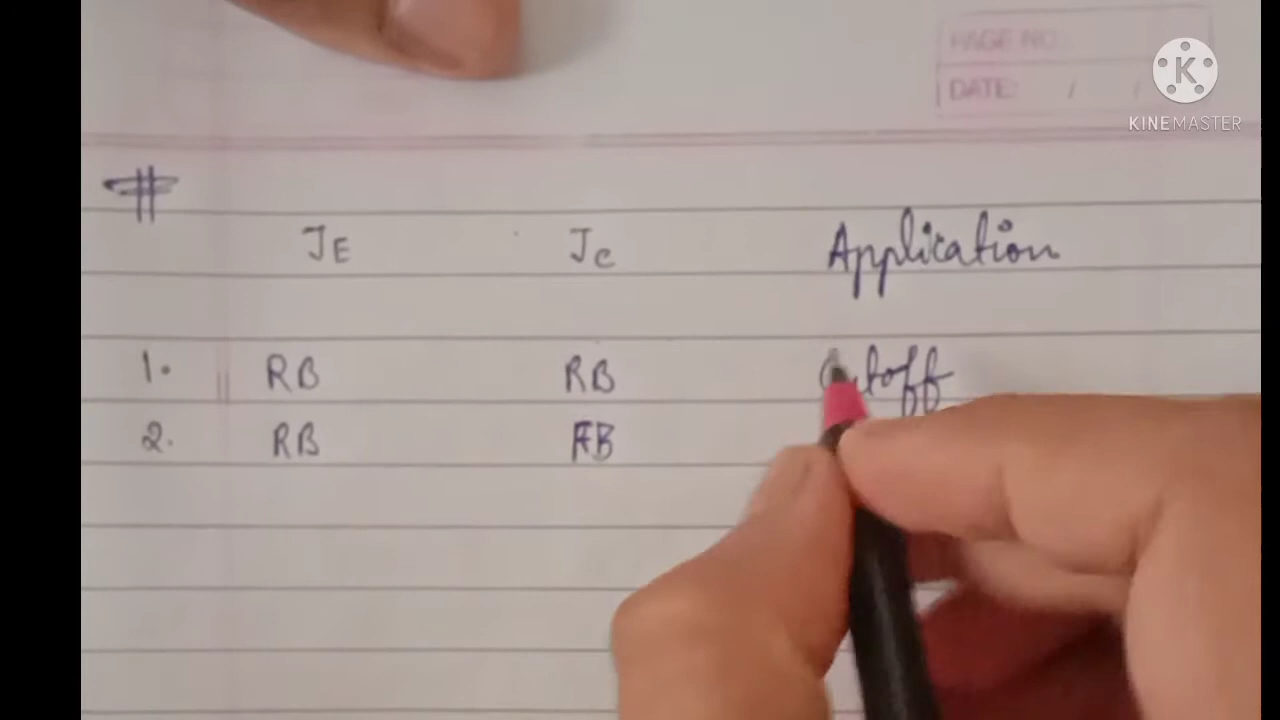 PAGE NO.:
DATE: / /
K
KINEMASTER
#
JE JC Application
1. RB RB Cutoff
2. RB FB